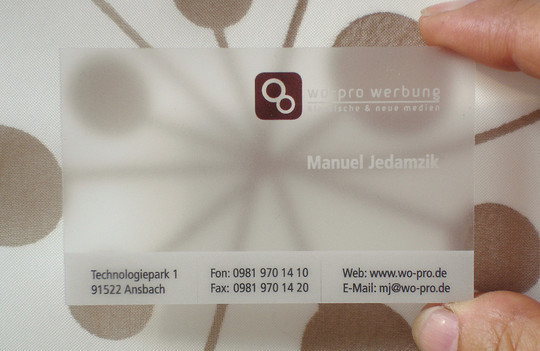 wo-pro werbung
klassische & neue medien
Manuel Jedamzik
Technologiepark 1
91522 Ansbach
Fon: 0981 970 14 10
Fax: 0981 970 14 20
Web: www.wo-pro.de
E-Mail: mj@wo-pro.de